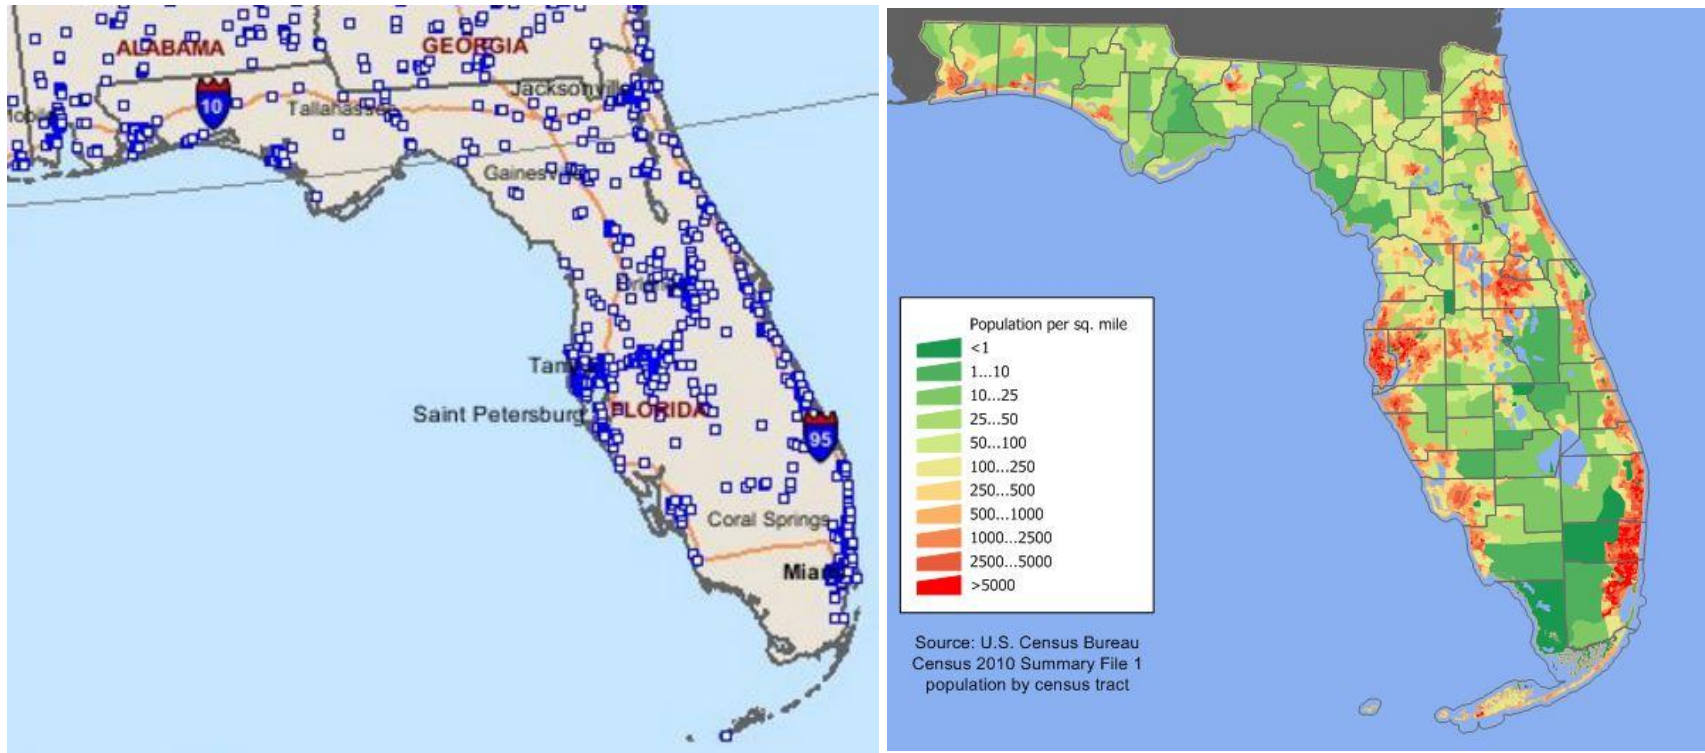 ALABAMA
GEORGIA
10
Jacksonville
Tallahassee
Gainesville
Tam
Saint Petersburg
FLORIDA
95
Coral Springs
Miami
Population per sq. mile
<1
1...10
10...25
25...50
50...100
100...250
250...500
500...1000
1000...2500
2500...5000
>5000
Source: U.S. Census Bureau
Census 2010 Summary File 1
population by census tract